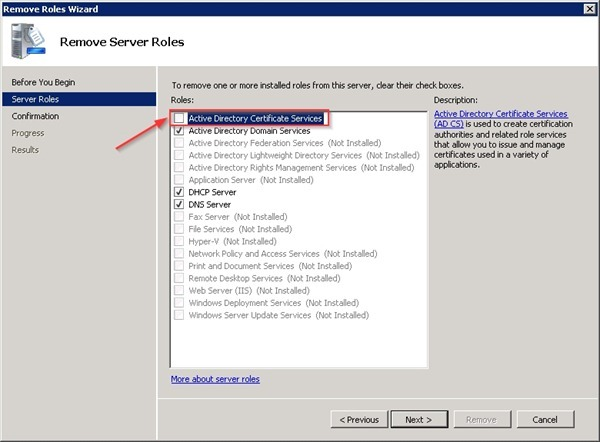 Remove Roles Wizard
Remove Server Roles
Before You Begin
Server Roles
Confirmation
Progress
Results
To remove one or more installed roles from this server, clear their check boxes.
Roles:
Active Directory Certificate Services
Active Directory Domain Services
Active Directory Federation Services (Not Installed)
Active Directory Lightweight Directory Services (Not Installed)
Active Directory Rights Management Services (Not Installed)
Application Server (Not Installed)
DHCP Server
DNS Server
Fax Server (Not Installed)
File Services (Not Installed)
Hyper-V (Not Installed)
Network Policy and Access Services (Not Installed)
Print and Document Services (Not Installed)
Remote Desktop Services (Not Installed)
Web Server (IIS) (Not Installed)
Windows Deployment Services (Not Installed)
Windows Server Update Services (Not Installed)
Description:
Active Directory Certificate Services
(AD CS) is used to create certification
authorities and related role services
that allow you to issue and manage
certificates used in a variety of
applications.
More about server roles
< Previous
Next >
Remove
Cancel